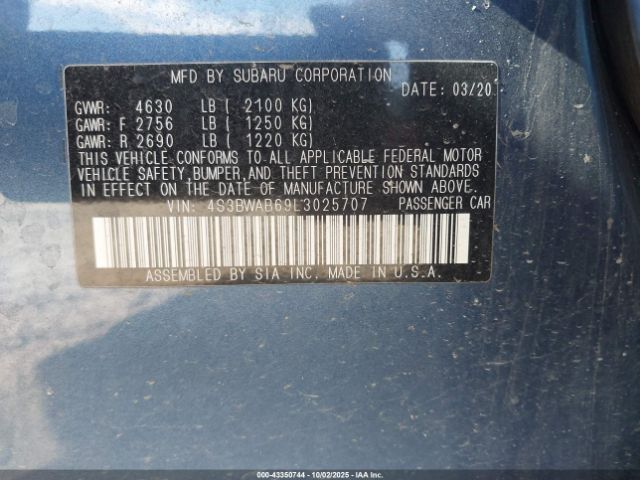 MFD BY SUBARU CORPORATION
DATE: 03/20
GVWR: 4630 LB ( 2100 KG)
GAWR: F 2756 LB ( 1250 KG)
GAWR: R 2690 LB ( 1220 KG)
THIS VEHICLE CONFORMS TO ALL APPLICABLE FEDERAL MOTOR
VEHICLE SAFETY, BUMPER, AND THEFT PREVENTION STANDARDS
IN EFFECT ON THE DATE OF MANUFACTURE SHOWN ABOVE.
VIN: 4S3BWAB69L3025707 PASSENGER CAR
ASSEMBLED BY SIA INC. MADE IN U.S.A.
000-43350744 - 10/02/2025 - IAAI.COM